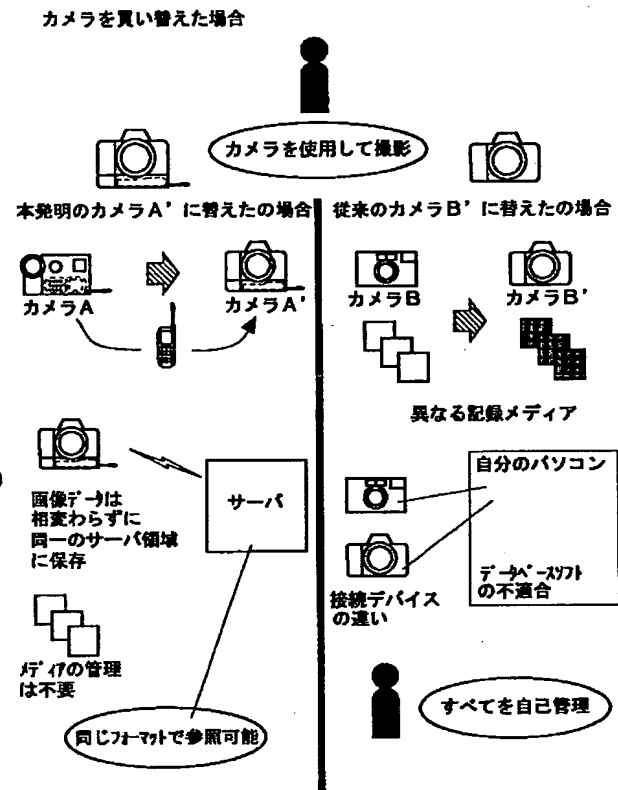 カメラを買い替えた場合
カメラを使用して撮影
本発明のカメラA'に替えたの場合
従来のカメラB'に替えたの場合
カメラA
カメラA'
カメラB
カメラB'
異なる記録メディア
画像データは
相変わらずに
同一のサーバ領域
に保存
サーバ
メディアの管理
は不要
同じフォーマットで参照可能
自分のパソコン
データベースソフト
の不適合
接続デバイス
の違い
すべてを自己管理